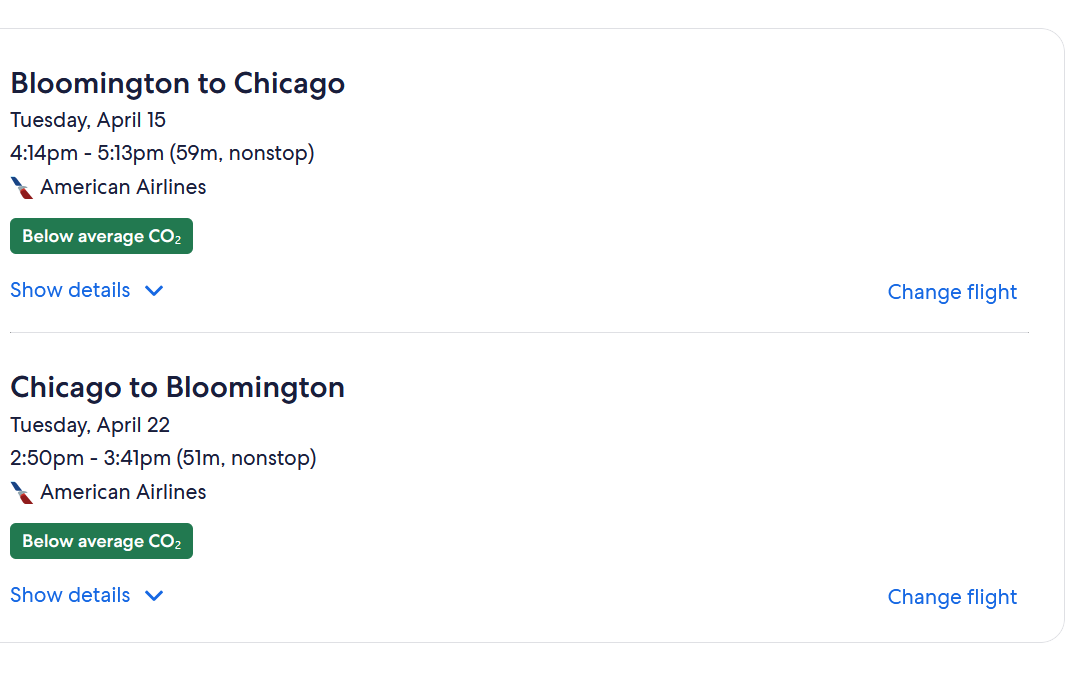 Bloomington to Chicago
Tuesday, April 15
4:14pm - 5:13pm (59m, nonstop)
American Airlines
Below average CO₂
Show details
Change flight
Chicago to Bloomington
Tuesday, April 22
2:50pm - 3:41pm (51m, nonstop)
American Airlines
Below average CO₂
Show details
Change flight